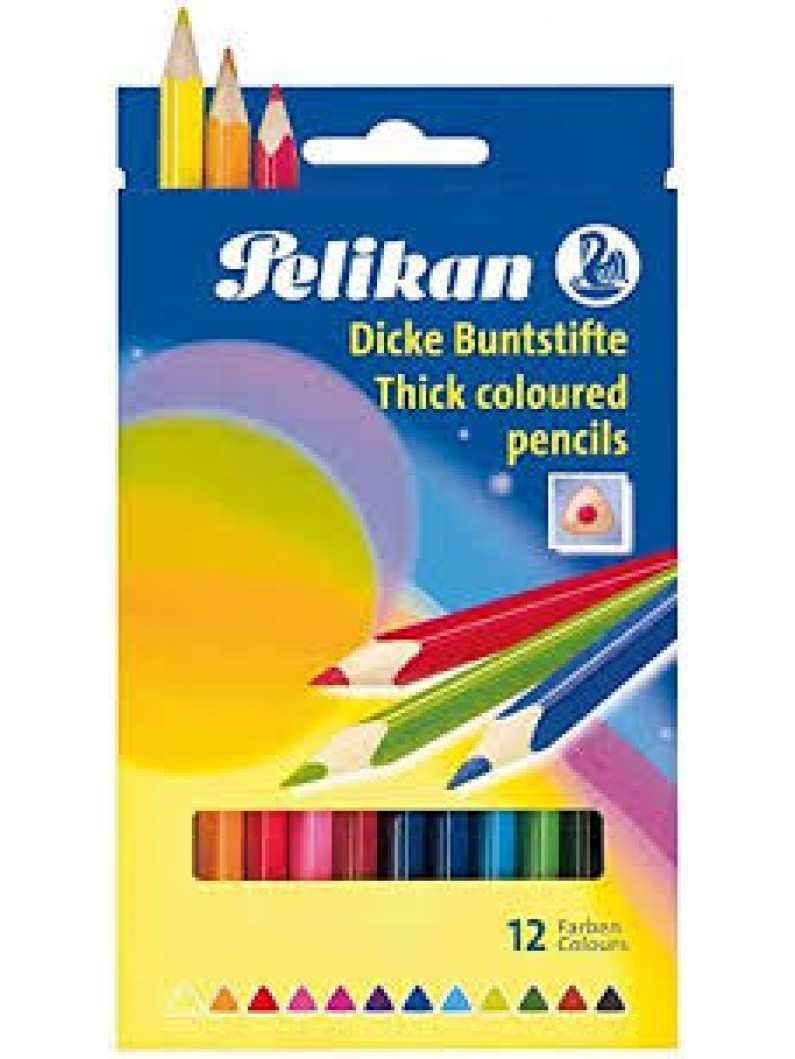 Pelikan
Dicke Buntstifte
Thick coloured
pencils
12 Farben
Colours